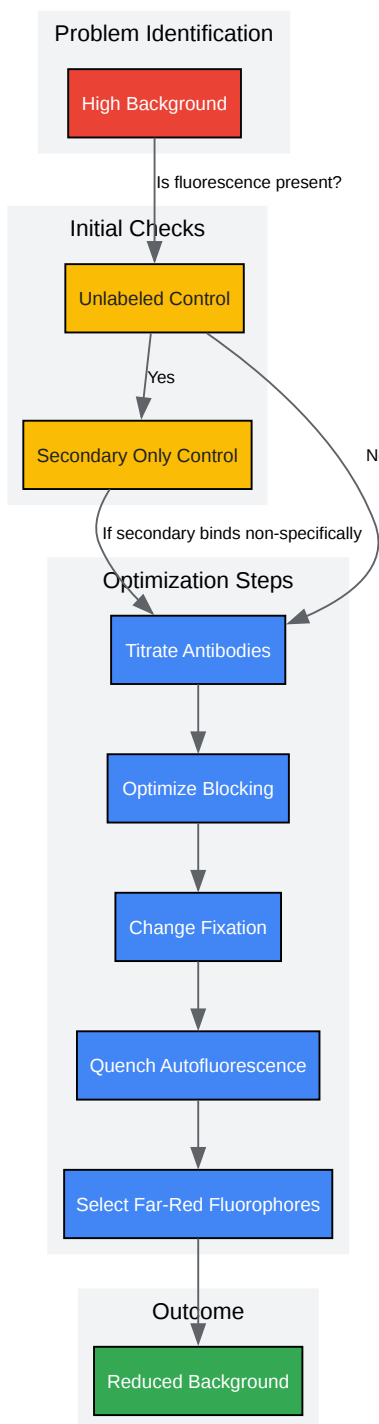 Problem Identification
High Background
Is fluorescence present?
Initial Checks
Unlabeled Control
Yes
Secondary Only Control
N
If secondary binds non-specifically
Optimization Steps
Titrate Antibodies
Optimize Blocking
Change Fixation
Quench Autofluorescence
Select Far-Red Fluorophores
Outcome
Reduced Background